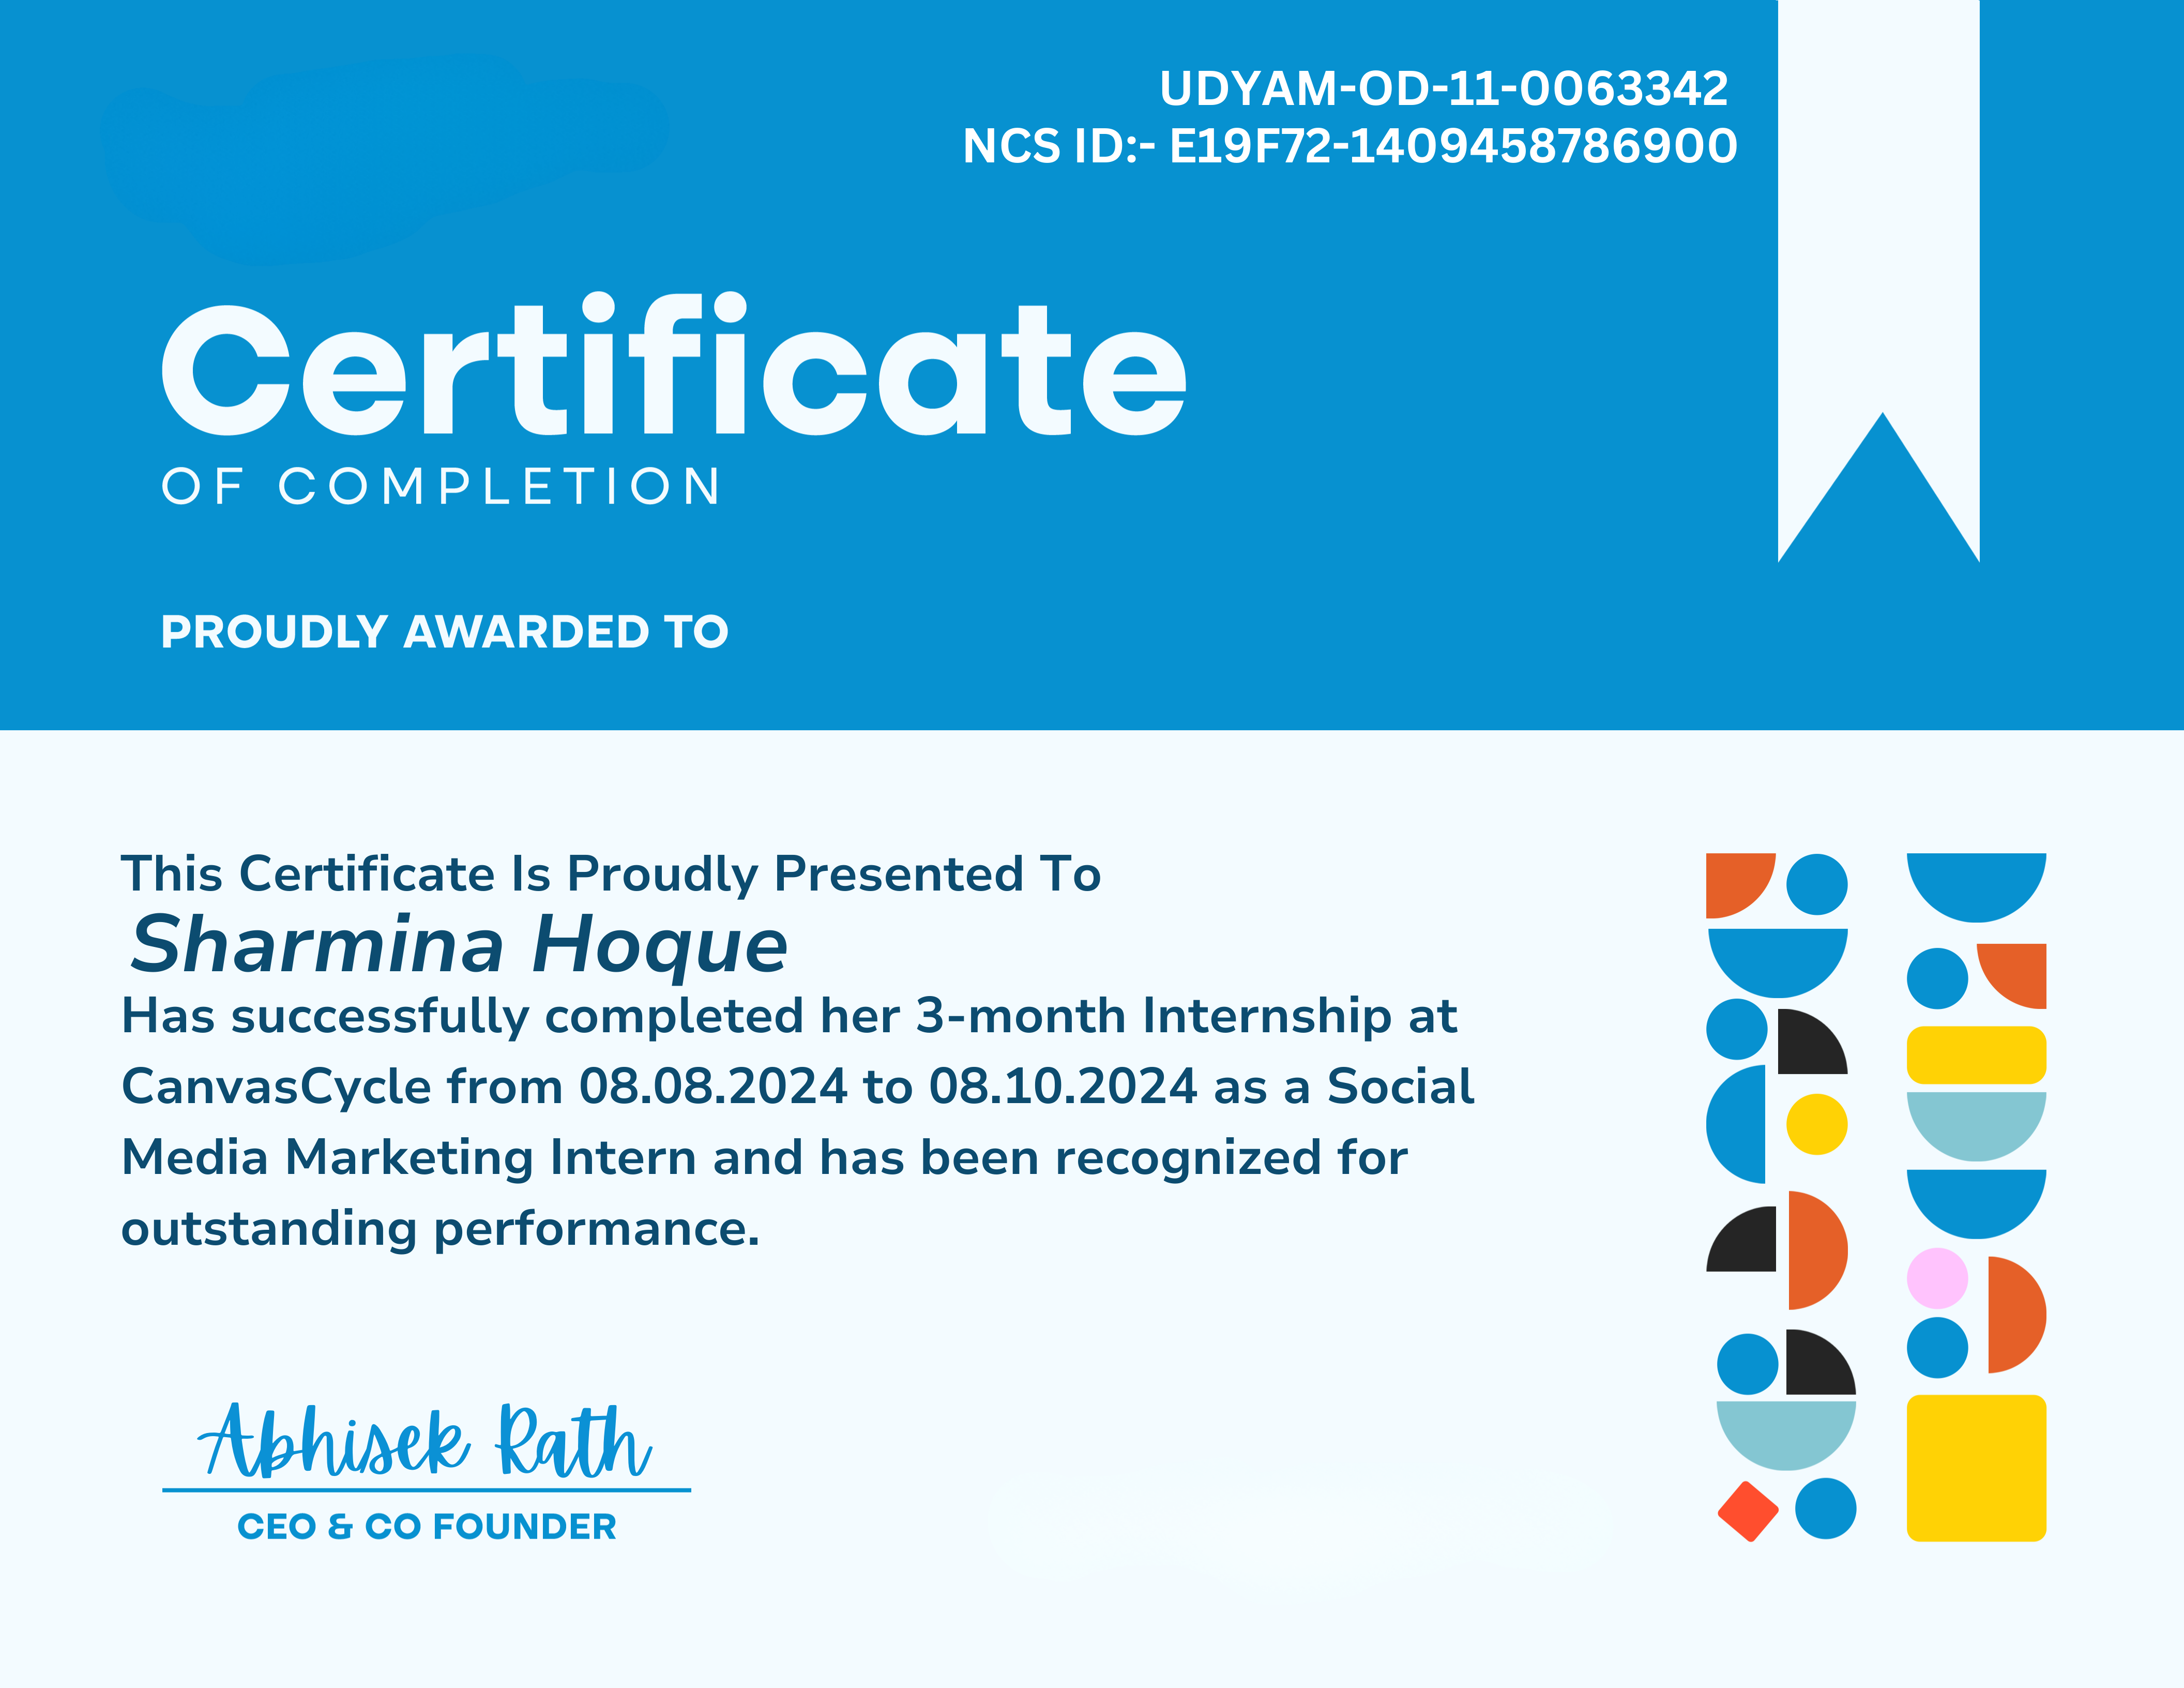 UDYAM-OD-11-0063342
NCS ID:- E19F72-1409458786900
Certificate
OF COMPLETION
PROUDLY AWARDED TO
This Certificate Is Proudly Presented To
Sharmina Hoque
Has successfully completed her 3-month Internship at
CanvasCycle from 08.08.2024 to 08.10.2024 as a Social
Media Marketing Intern and has been recognized for
outstanding performance.
Abhisek Rath
CEO & CO FOUNDER